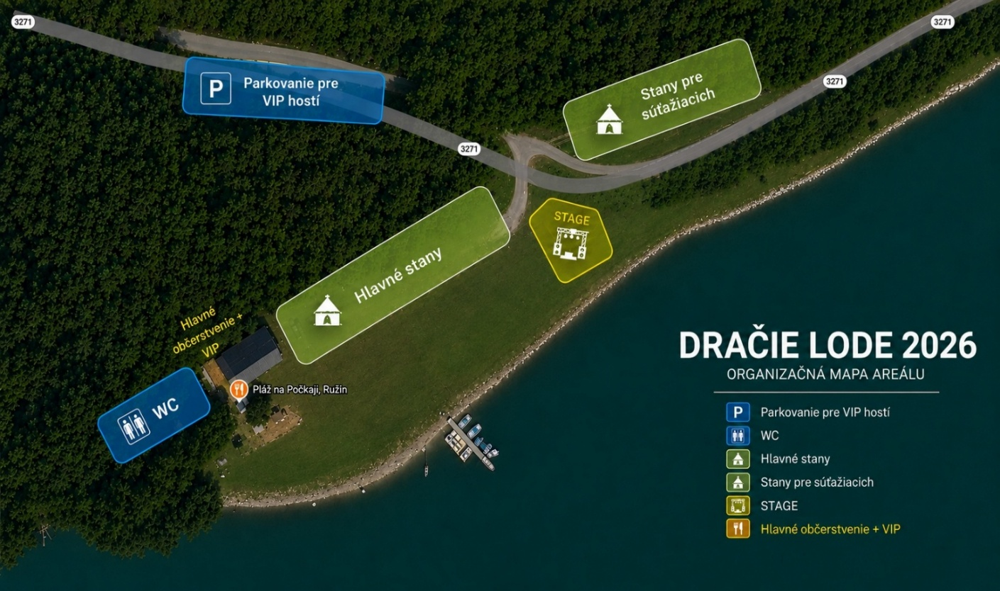 3271
3271
P
Parkovanie pre
VIP hostí
Stany pre
súťažiacich
3271
3271
STAGE
Hlavné stany
Hlavné
občerstvenie +
VIP
Pláž na Počkaji, Ružín
WC
DRAČIE LODE 2026
ORGANIZAČNÁ MAPA AREÁLU
P Parkovanie pre VIP hostí
WC
Hlavné stany
Stany pre súťažiacich
STAGE
Hlavné občerstvenie + VIP